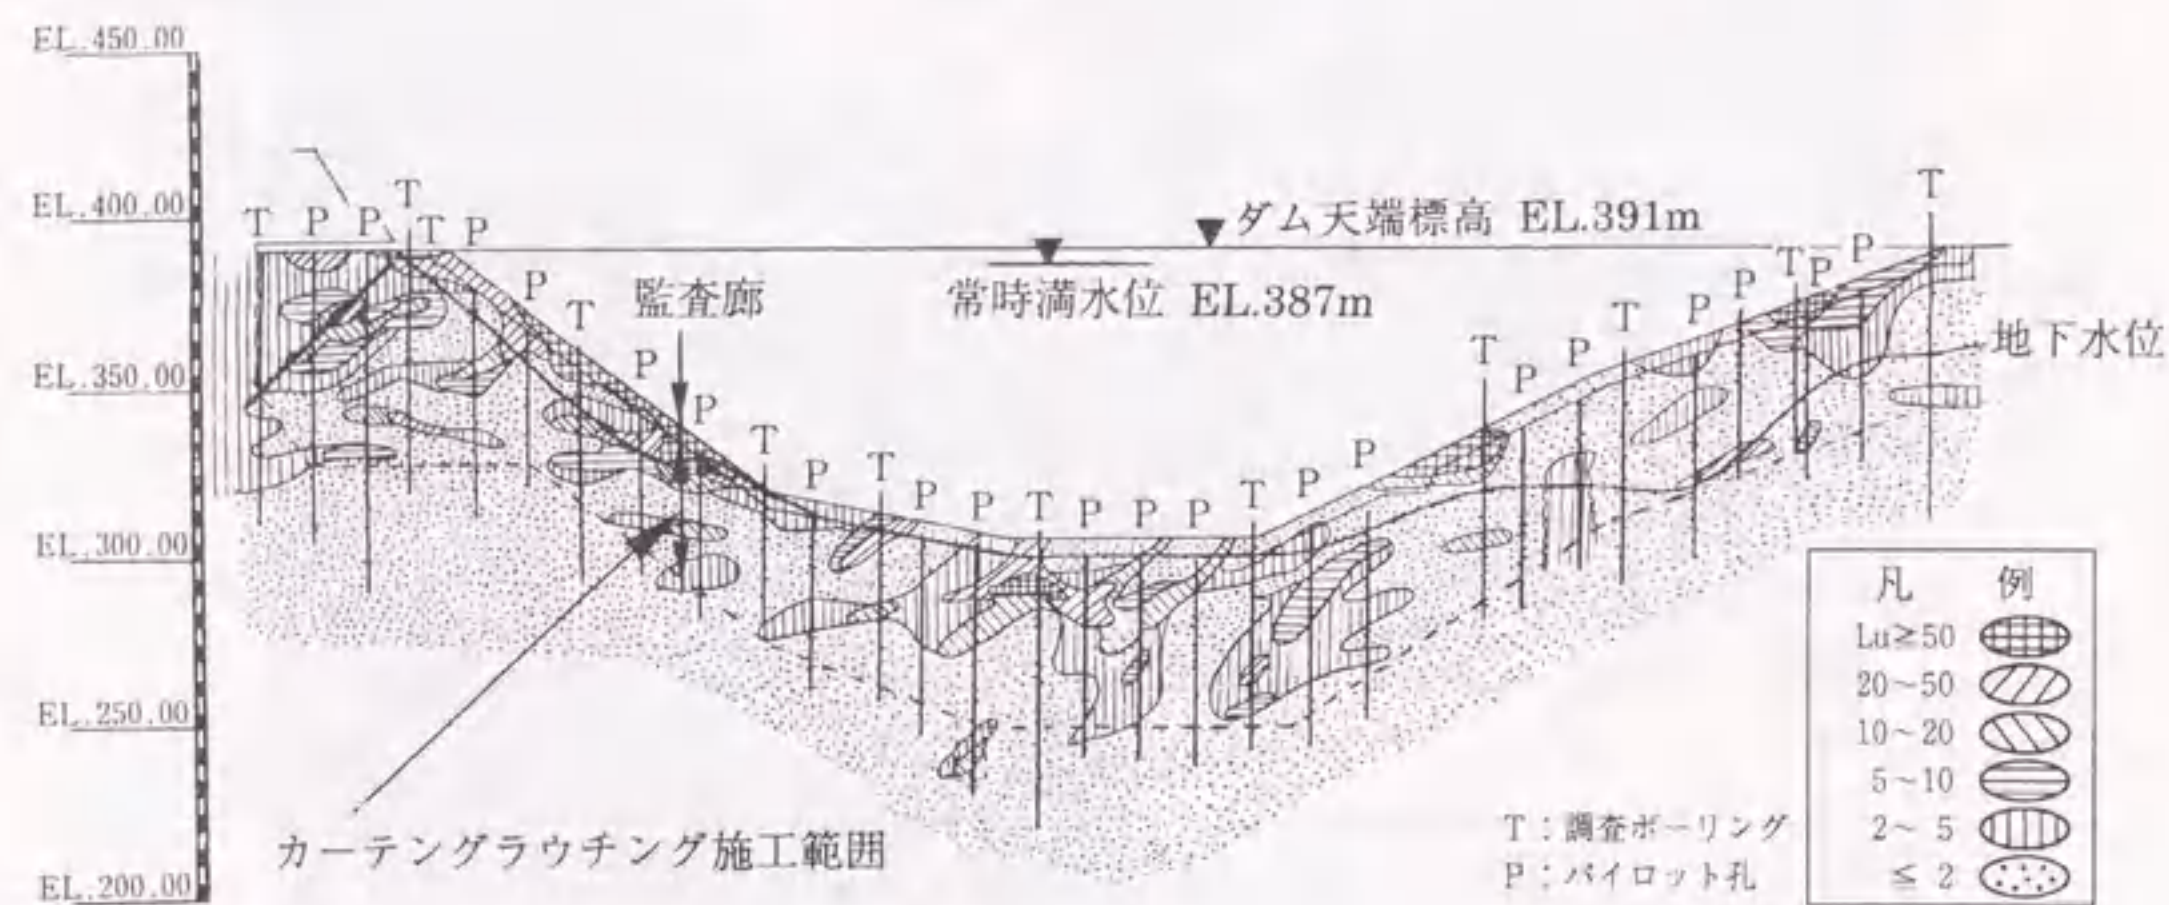 EL.450.00
EL.400.00
EL.350.00
EL.300.00
EL.250.00
EL.200.00
T P P T T P
P
T
P
P
T
P
T
P
P
T
P
P
P
T
P
P
T
P
P
T
P
P
T
P
P
T
ダム天端標高 EL.391m
常時満水位 EL.387m
監査廊
地下水位
カーテングラウチング施工範囲
T:調査ボーリング
P:パイロット孔
凡 例
Lu≧50
20~50
10~20
5~10
2~ 5
≦ 2